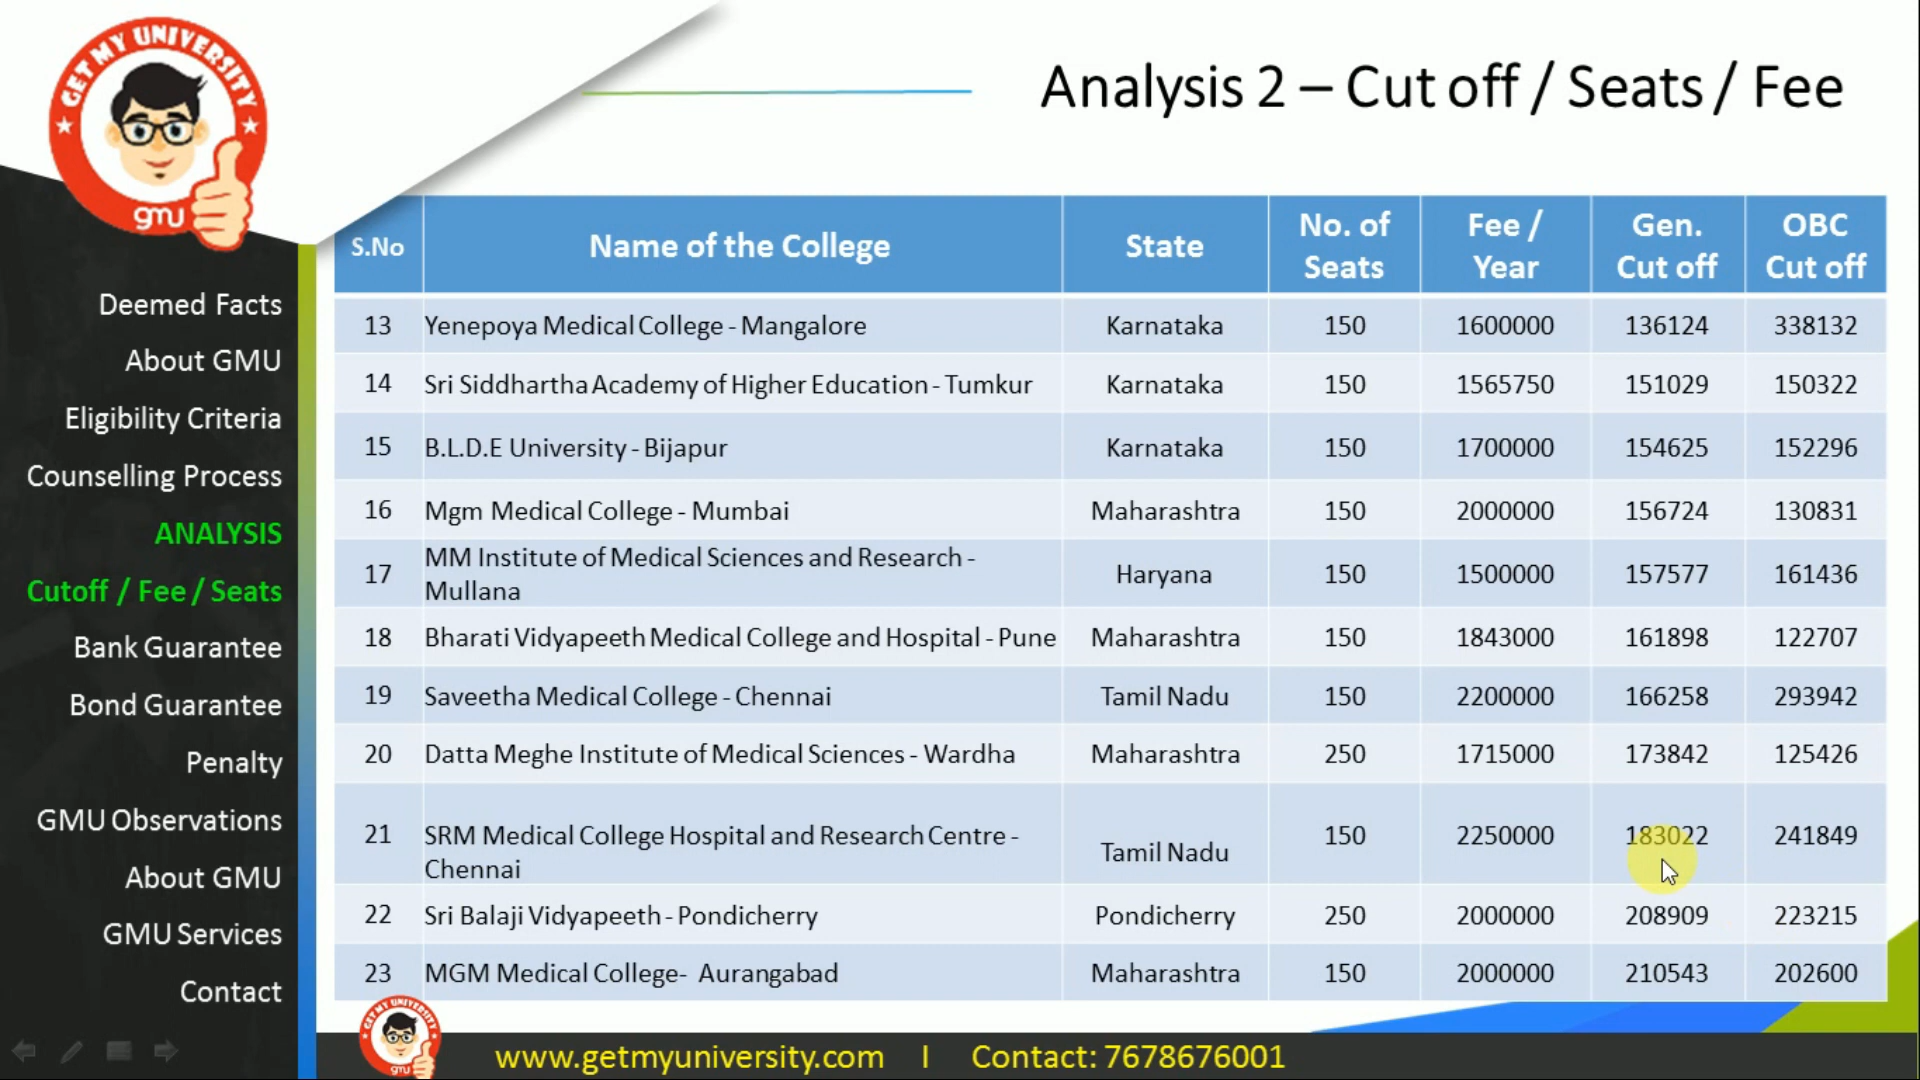 GET MY UNIVERSITY
gmu
Analysis 2 – Cut off / Seats / Fee
Deemed Facts
About GMU
Eligibility Criteria
Counselling Process
ANALYSIS
Cutoff / Fee / Seats
Bank Guarantee
Bond Guarantee
Penalty
GMU Observations
About GMU
GMU Services
Contact
S.No Name of the College State No. of Seats Fee / Year Gen. Cut off OBC Cut off
13 Yenepoya Medical College - Mangalore Karnataka 150 1600000 136124 338132
14 Sri Siddhartha Academy of Higher Education - Tumkur Karnataka 150 1565750 151029 150322
15 B.L.D.E University - Bijapur Karnataka 150 1700000 154625 152296
16 Mgm Medical College - Mumbai Maharashtra 150 2000000 156724 130831
17 MM Institute of Medical Sciences and Research - Mullana Haryana 150 1500000 157577 161436
18 Bharati Vidyapeeth Medical College and Hospital - Pune Maharashtra 150 1843000 161898 122707
19 Saveetha Medical College - Chennai Tamil Nadu 150 2200000 166258 293942
20 Datta Meghe Institute of Medical Sciences - Wardha Maharashtra 250 1715000 173842 125426
21 SRM Medical College Hospital and Research Centre - Chennai Tamil Nadu 150 2250000 183022 241849
22 Sri Balaji Vidyapeeth - Pondicherry Pondicherry 250 2000000 208909 223215
23 MGM Medical College- Aurangabad Maharashtra 150 2000000 210543 202600
GET MY UNIVERSITY
gmu
www.getmyuniversity.com I Contact: 7678676001